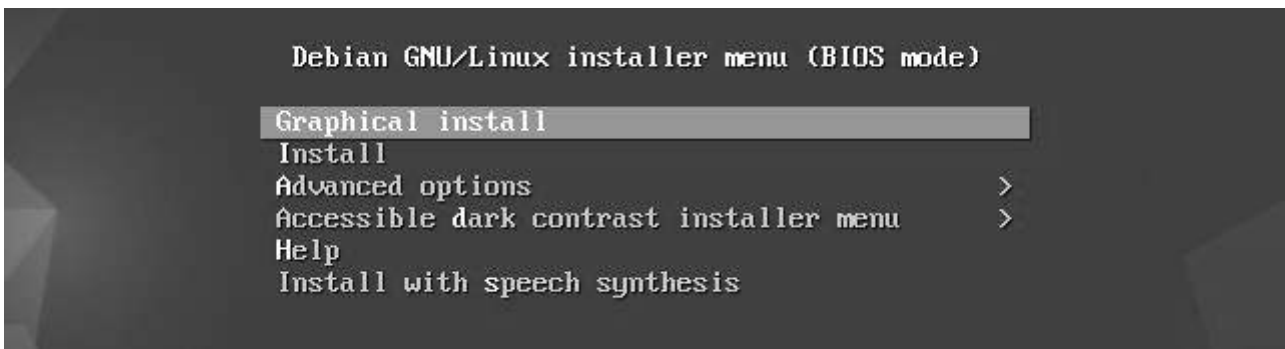 Debian GNU/Linux installer menu (BIOS mode)
Graphical install
Install
Advanced options >
Accessible dark contrast installer menu >
Help
Install with speech synthesis